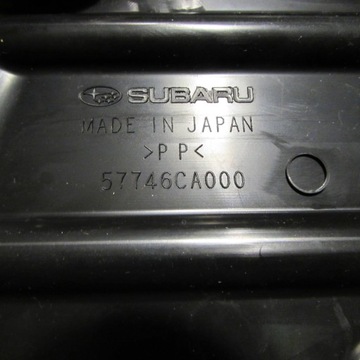 SUBARU
MADE IN JAPAN
>PP<
57746CA000